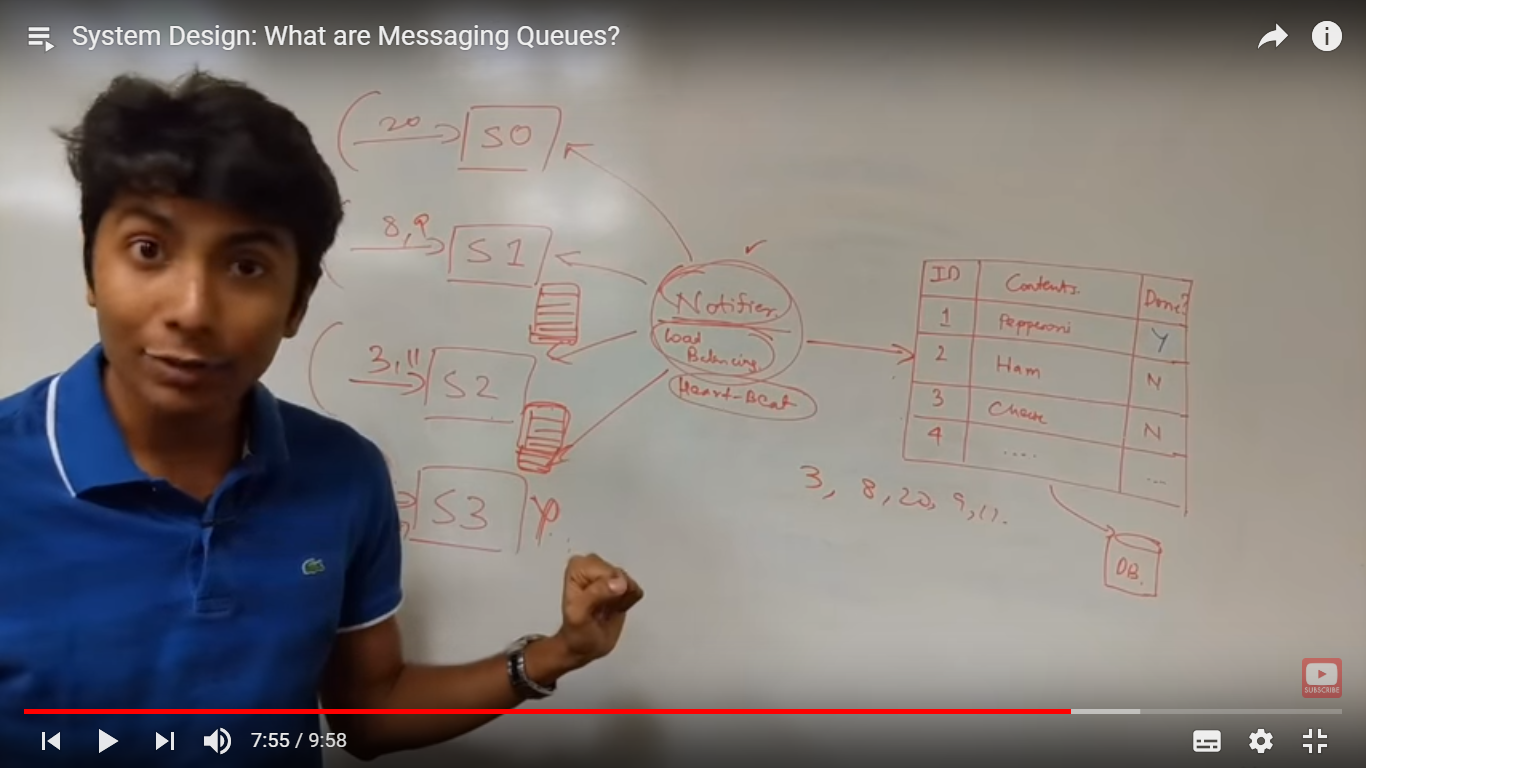 System Design: What are Messaging Queues?
20
S0
8,9
S1
3,11
S2
S3
Notifier
Load
Balancing
Heart-Beat
ID Contents Done?
1 Pepperoni Y
2 Ham N
3 Cheese N
4 .... ...
3, 8, 20, 9, 11.
DB.
SUBSCRIBE
7:55 / 9:58